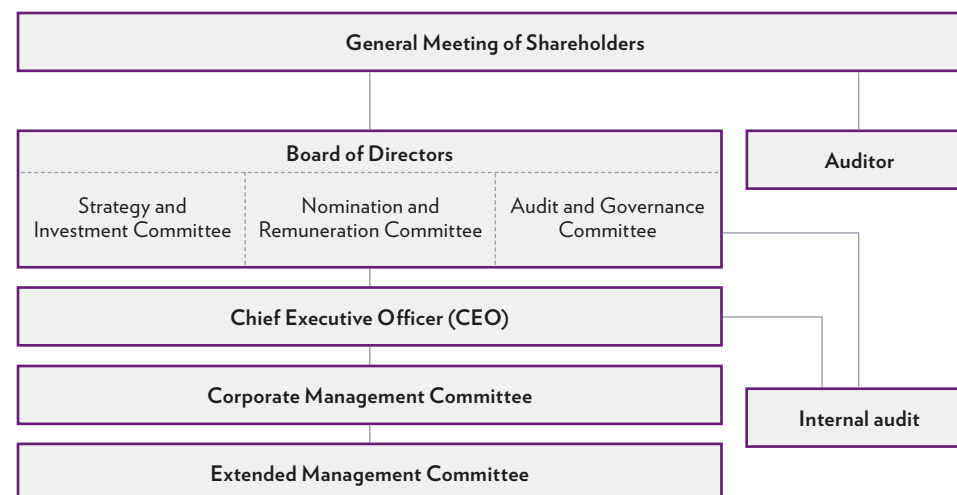 General Meeting of Shareholders
Board of Directors
Auditor
Strategy and
Investment Committee
Nomination and
Remuneration Committee
Audit and Governance
Committee
Chief Executive Officer (CEO)
Corporate Management Committee
Internal audit
Extended Management Committee